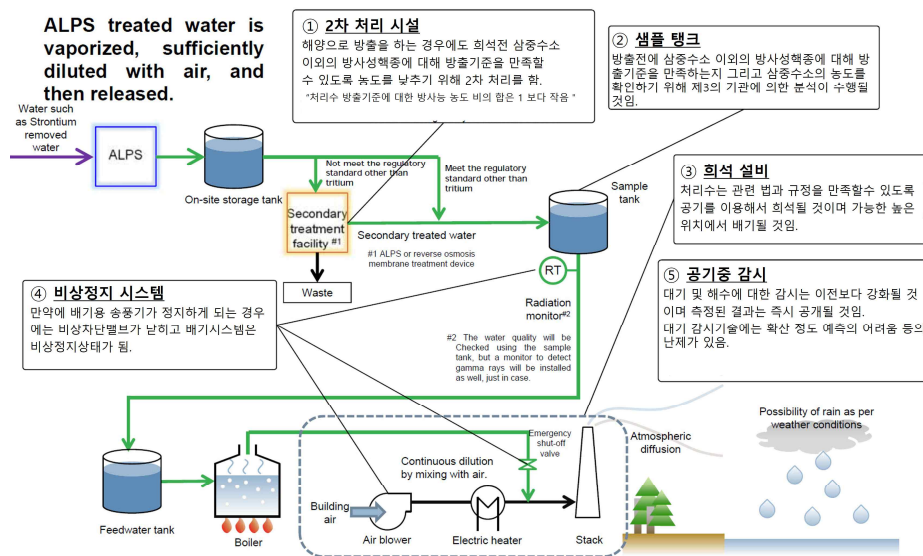 ALPS treated water is
vaporized, sufficiently
diluted with air, and
then released.
① 2차 처리 시설
해양으로 방출을 하는 경우에도 희석전 삼중수소
이외의 방사성핵종에 대해 방출기준을 만족할
수 있도록 농도를 낮추기 위해 2차 처리를 함.
"처리수 방출기준에 대한 방사능 농도 비의 합은 1 보다 작음 "
② 샘플 탱크
방출전에 삼중수소 이외의 방사성핵종에 대해 방
출기준을 만족하는지 그리고 삼중수소의 농도를
확인하기 위해 제3의 기관에 의한 분석이 수행될
것임.
Water such
as Strontium
removed
water
ALPS
On-site storage tank
Not meet the regulatory
standard other than
tritium
Meet the regulatory
standard other than
tritium
Secondary
treatment
facility #1
Secondary treated water
#1 ALPS or reverse osmosis
membrane treatment device
Waste
Sample
tank
③ 희석 설비
처리수는 관련 법과 규정을 만족할수 있도록
공기를 이용해서 희석될 것이며 가능한 높은
위치에서 배기될 것임.
RT
Radiation
monitor#2
#2 The water quality will be
Checked using the sample
tank, but a monitor to detect
gamma rays will be installed
as well, just in case.
④ 비상정지 시스템
만약에 배기용 송풍기가 정지하게 되는 경우
에는 비상차단밸브가 닫히고 배기시스템은
비상정지상태가 됨.
⑤ 공기중 감시
대기 및 해수에 대한 감시는 이전보다 강화될 것
이며 측정된 결과는 즉시 공개될 것임.
대기 감시기술에는 확산 정도 예측의 어려움 등의
난제가 있음.
Feedwater tank
Boiler
Building
air
Air blower
Continuous dilution
by mixing with air.
Electric heater
Emergency
shut-off
valve
Stack
Atmospheric
diffusion
Possibility of rain as per
weather conditions